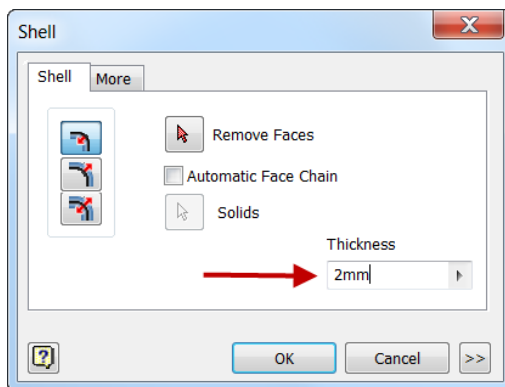 Shell
Shell More
Remove Faces
Automatic Face Chain
Solids
Thickness
2mm
OK Cancel >>